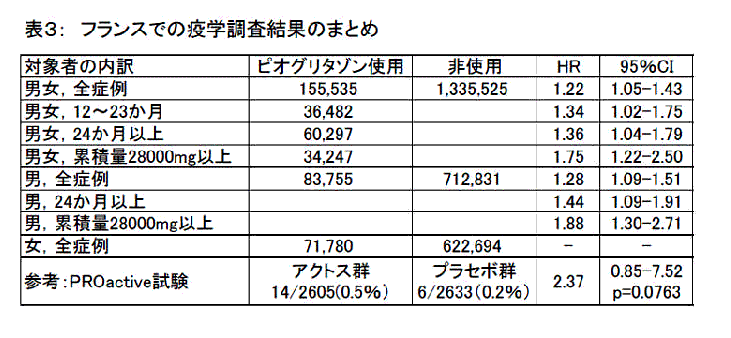 表３： フランスでの疫学調査結果のまとめ
対象者の内訳 ピオグリタゾン使用 非使用 HR 95%CI
男女，全症例 155,535 1,335,525 1.22 1.05−1.43
男女，12〜23か月 36,482 1.34 1.02−1.75
男女，24か月以上 60,297 1.36 1.04−1.79
男女，累積量28000mg以上 34,247 1.75 1.22−2.50
男，全症例 83,755 712,831 1.28 1.09−1.51
男，24か月以上 1.44 1.09−1.91
男，累積量28000mg以上 1.88 1.30−2.71
女，全症例 71,780 622,694 − −
参考：PROactive試験 アクトス群 プラセボ群 2.37 0.85−7.52
14/2605(0.5%) 6/2633(0.2%) p=0.0763